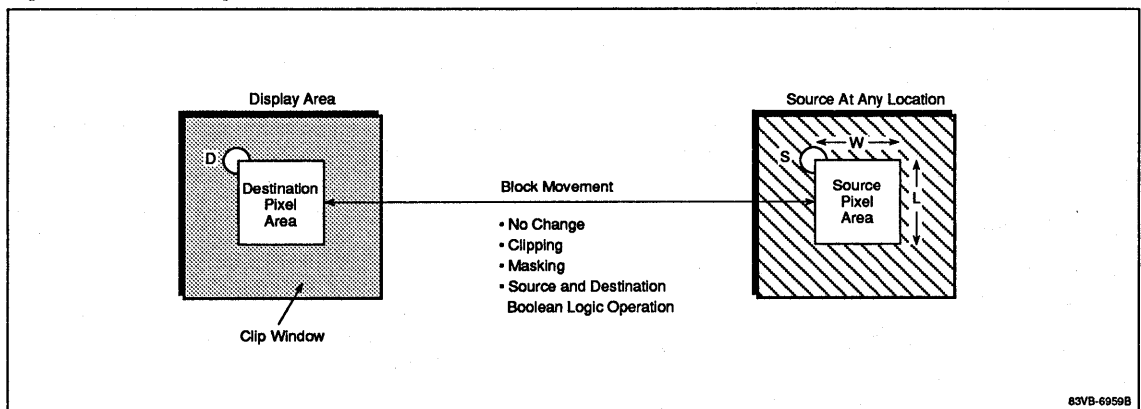 Display Area
Source At Any Location
D
S
W
L
Destination
Pixel
Area
Block Movement
Source
Pixel
Area
• No Change
• Clipping
• Masking
• Source and Destination
Boolean Logic Operation
Clip Window
83VB-6959B